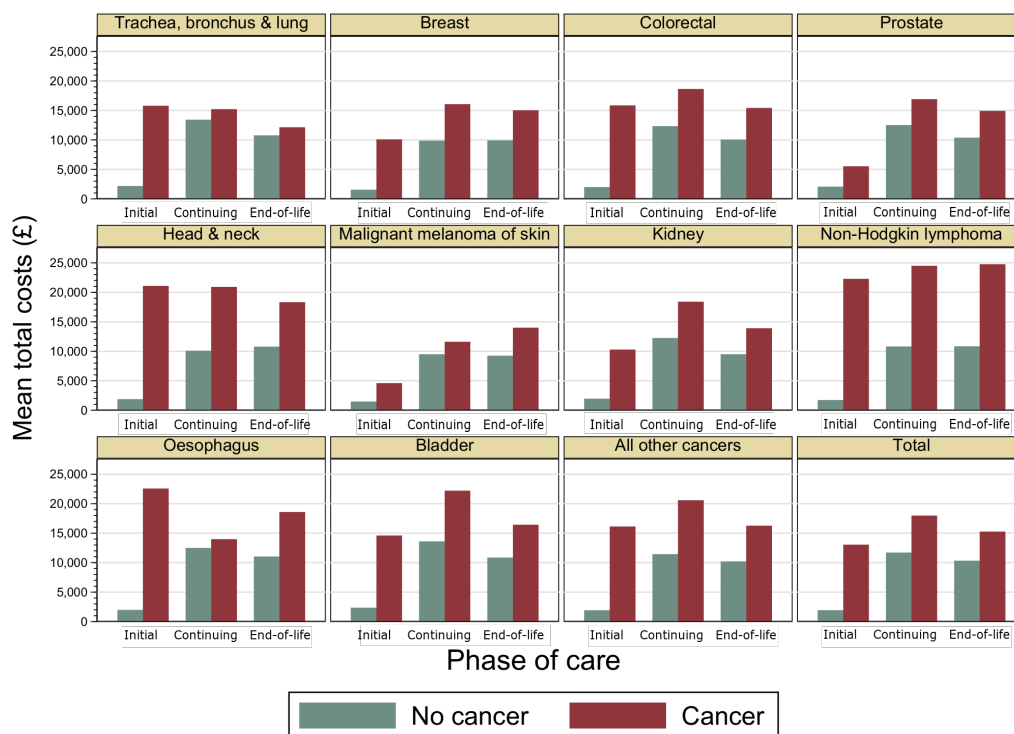 Trachea, bronchus & lung Breast Colorectal Prostate
25,000
20,000
15,000
10,000
5,000
0
Initial Continuing End-of-life Initial Continuing End-of-life Initial Continuing End-of-life Initial Continuing End-of-life
Head & neck Malignant melanoma of skin Kidney Non-Hodgkin lymphoma
25,000
20,000
15,000
10,000
5,000
0
Initial Continuing End-of-life Initial Continuing End-of-life Initial Continuing End-of-life Initial Continuing End-of-life
Oesophagus Bladder All other cancers Total
25,000
20,000
15,000
10,000
5,000
0
Initial Continuing End-of-life Initial Continuing End-of-life Initial Continuing End-of-life Initial Continuing End-of-life
Mean total costs (£)
Phase of care
No cancer Cancer